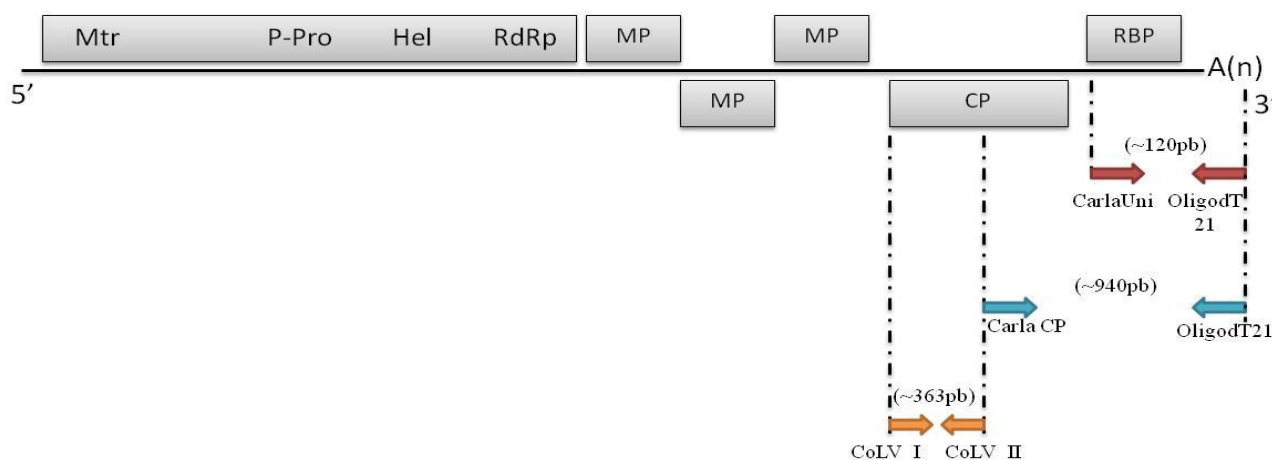 Mtr P-Pro Hel RdRp MP MP RBP
A(n)
5' 3'
MP CP
(~120pb)
CarlaUni OligodT
21
(~940pb)
Carla CP OligodT21
(~363pb)
CoLV I CoLV II